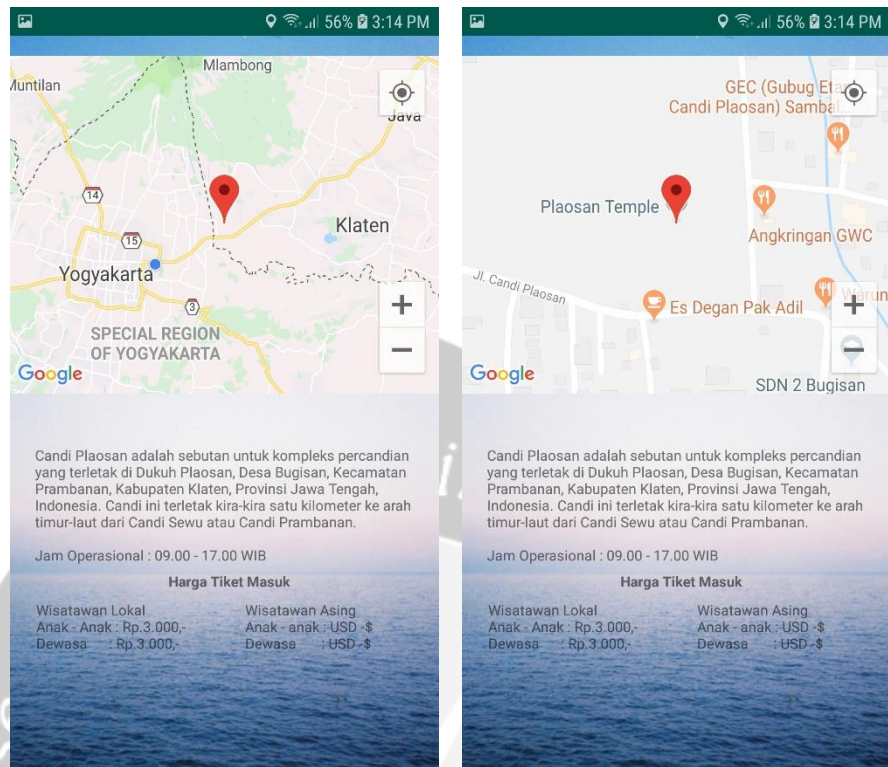 56% 3:14 PM
Muntilan
Mlambong
Java
14
15
Klaten
Yogyakarta
3
SPECIAL REGION
OF YOGYAKARTA
+
−
Google
Candi Plaosan adalah sebutan untuk kompleks percandian
yang terletak di Dukuh Plaosan, Desa Bugisan, Kecamatan
Prambanan, Kabupaten Klaten, Provinsi Jawa Tengah,
Indonesia. Candi ini terletak kira-kira satu kilometer ke arah
timur-laut dari Candi Sewu atau Candi Prambanan.
Jam Operasional : 09.00 - 17.00 WIB
Harga Tiket Masuk
Wisatawan Lokal Wisatawan Asing
Anak - Anak : Rp.3.000,- Anak - anak : USD -$
Dewasa : Rp.3.000,- Dewasa : USD -$
56% 3:14 PM
GEC (Gubug
Candi Plaosan) Sambal
Plaosan Temple
Angkringan GWC
Jl. Candi Plaosan
Es Degan Pak Adil
Warun
+
−
Google
SDN 2 Bugisan
Candi Plaosan adalah sebutan untuk kompleks percandian
yang terletak di Dukuh Plaosan, Desa Bugisan, Kecamatan
Prambanan, Kabupaten Klaten, Provinsi Jawa Tengah,
Indonesia. Candi ini terletak kira-kira satu kilometer ke arah
timur-laut dari Candi Sewu atau Candi Prambanan.
Jam Operasional : 09.00 - 17.00 WIB
Harga Tiket Masuk
Wisatawan Lokal Wisatawan Asing
Anak - Anak : Rp.3.000,- Anak - anak : USD -$
Dewasa : Rp.3.000,- Dewasa : USD -$